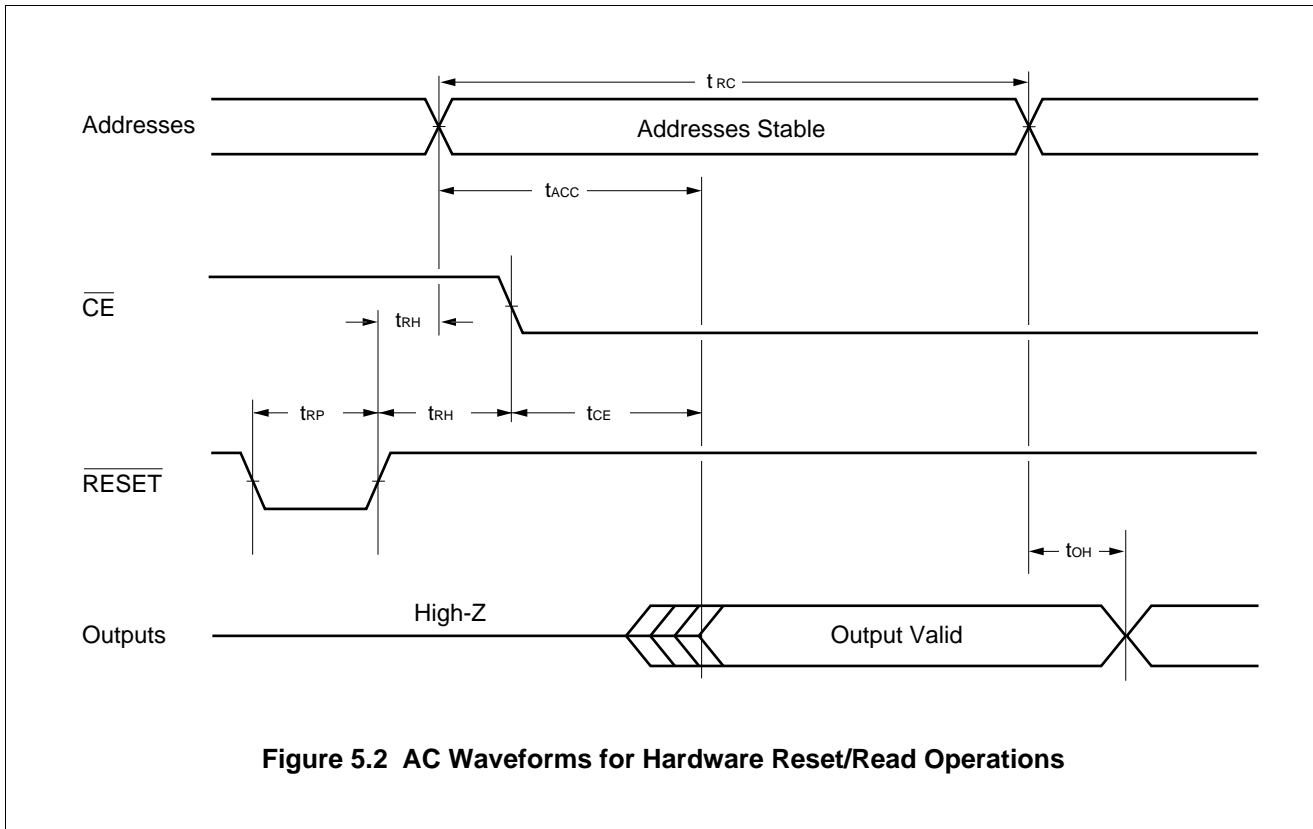 tRC
Addresses
Addresses Stable
tACC
CE
tRH
tRP
tRH
tCE
RESET
tOH
High-Z
Outputs
Output Valid
Figure 5.2 AC Waveforms for Hardware Reset/Read Operations